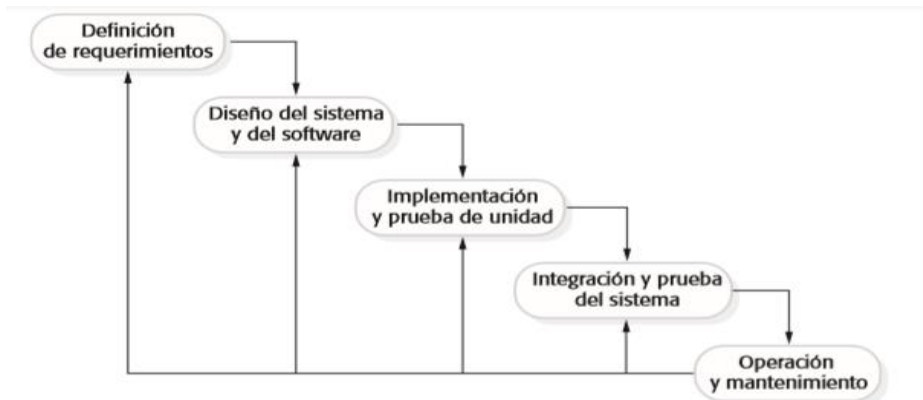 Definición
de requerimientos
Diseño del sistema
y del software
Implementación
y prueba de unidad
Integración y prueba
del sistema
Operación
y mantenimiento